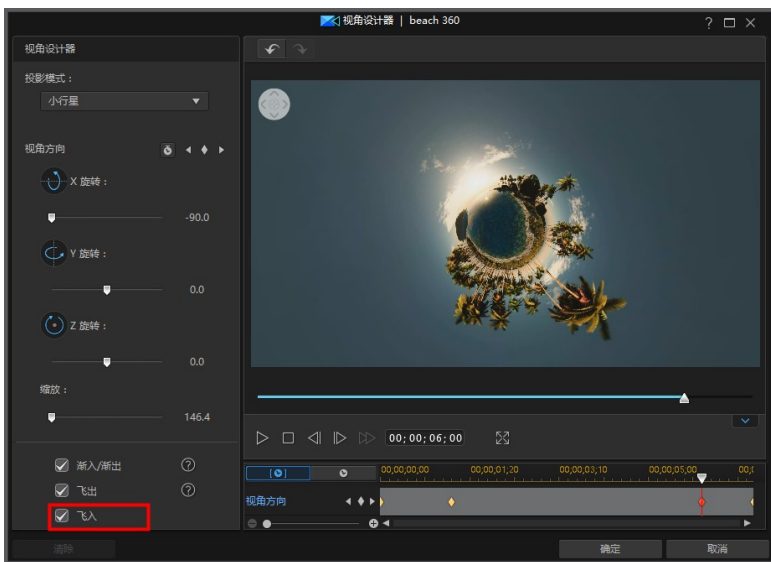 视角设计器 | beach 360
视角设计器
投影模式：
小行星
视角方向
X 旋转：
-90.0
Y 旋转：
0.0
Z 旋转：
0.0
缩放：
146.4
渐入/渐出
飞出
飞入
清除
00;00;06;00
00;00;00;00 00;00;01;20 00;00;03;10 00;00;05;00
视角方向
确定 取消